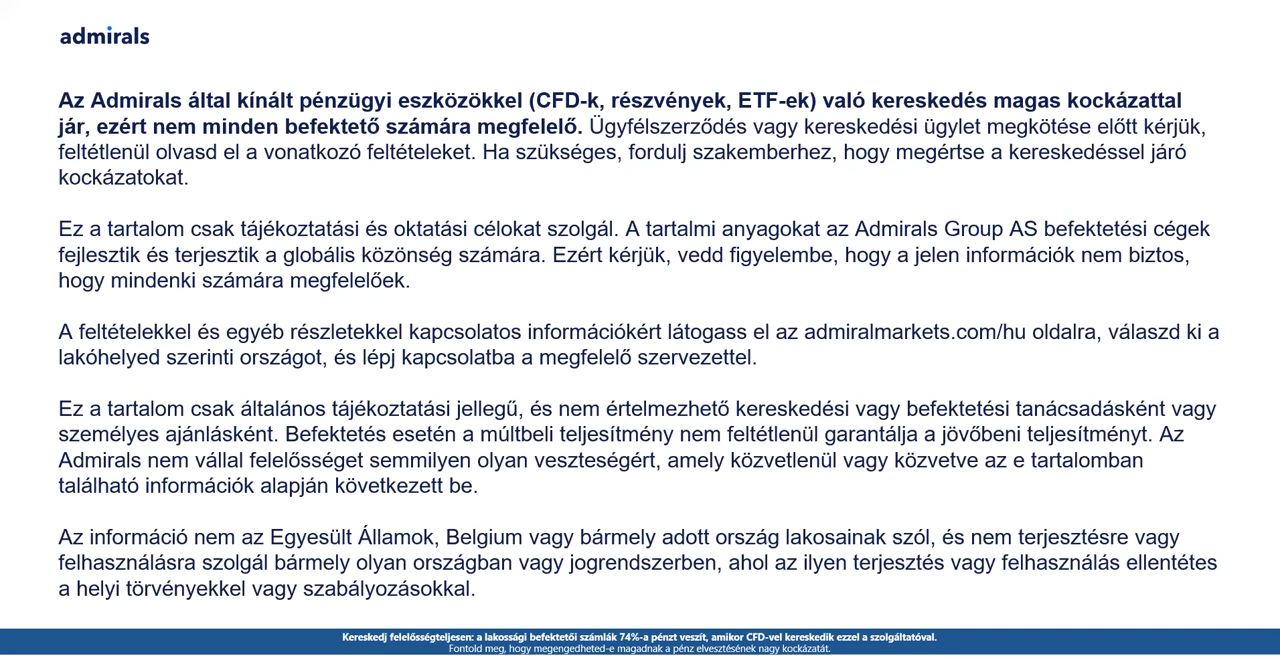 admirals
Az Admirals által kínált pénzügyi eszközökkel (CFD-k, részvények, ETF-ek) való kereskedés magas kockázattal
jár, ezért nem minden befektető számára megfelelő. Ügyfélszerződés vagy kereskedési ügylet megkötése előtt kérjük,
feltétlenül olvasd el a vonatkozó feltételeket. Ha szükséges, fordulj szakemberhez, hogy megértse a kereskedéssel járó
kockázatokat.
Ez a tartalom csak tájékoztatási és oktatási célokat szolgál. A tartalmi anyagokat az Admirals Group AS befektetési cégek
fejlesztik és terjesztik a globális közönség számára. Ezért kérjük, vedd figyelembe, hogy a jelen információk nem biztos,
hogy mindenki számára megfelelőek.
A feltételekkel és egyéb részletekkel kapcsolatos információkért látogass el az admiralmarkets.com/hu oldalra, válaszd ki a
lakóhelyed szerinti országot, és lépj kapcsolatba a megfelelő szervezettel.
Ez a tartalom csak általános tájékoztatási jellegű, és nem értelmezhető kereskedési vagy befektetési tanácsadásként vagy
személyes ajánlásként. Befektetés esetén a múltbeli teljesítmény nem feltétlenül garantálja a jövőbeni teljesítményt. Az
Admirals nem vállal felelősséget semmilyen olyan veszteségért, amely közvetlenül vagy közvetve az e tartalomban
található információk alapján következett be.
Az információ nem az Egyesült Államok, Belgium vagy bármely adott ország lakosainak szól, és nem terjesztésre vagy
felhasználásra szolgál bármely olyan országban vagy jogrendszerben, ahol az ilyen terjesztés vagy felhasználás ellentétes
a helyi törvényekkel vagy szabályozásokkal.
Kereskedj felelősségteljesen: a lakossági befektetői számlák 74%-a pénzt veszít, amikor CFD-vel kereskedik ezzel a szolgáltatóval.
Fontold meg, hogy megengedheted-e magadnak a pénz elvesztésének nagy kockázatát.